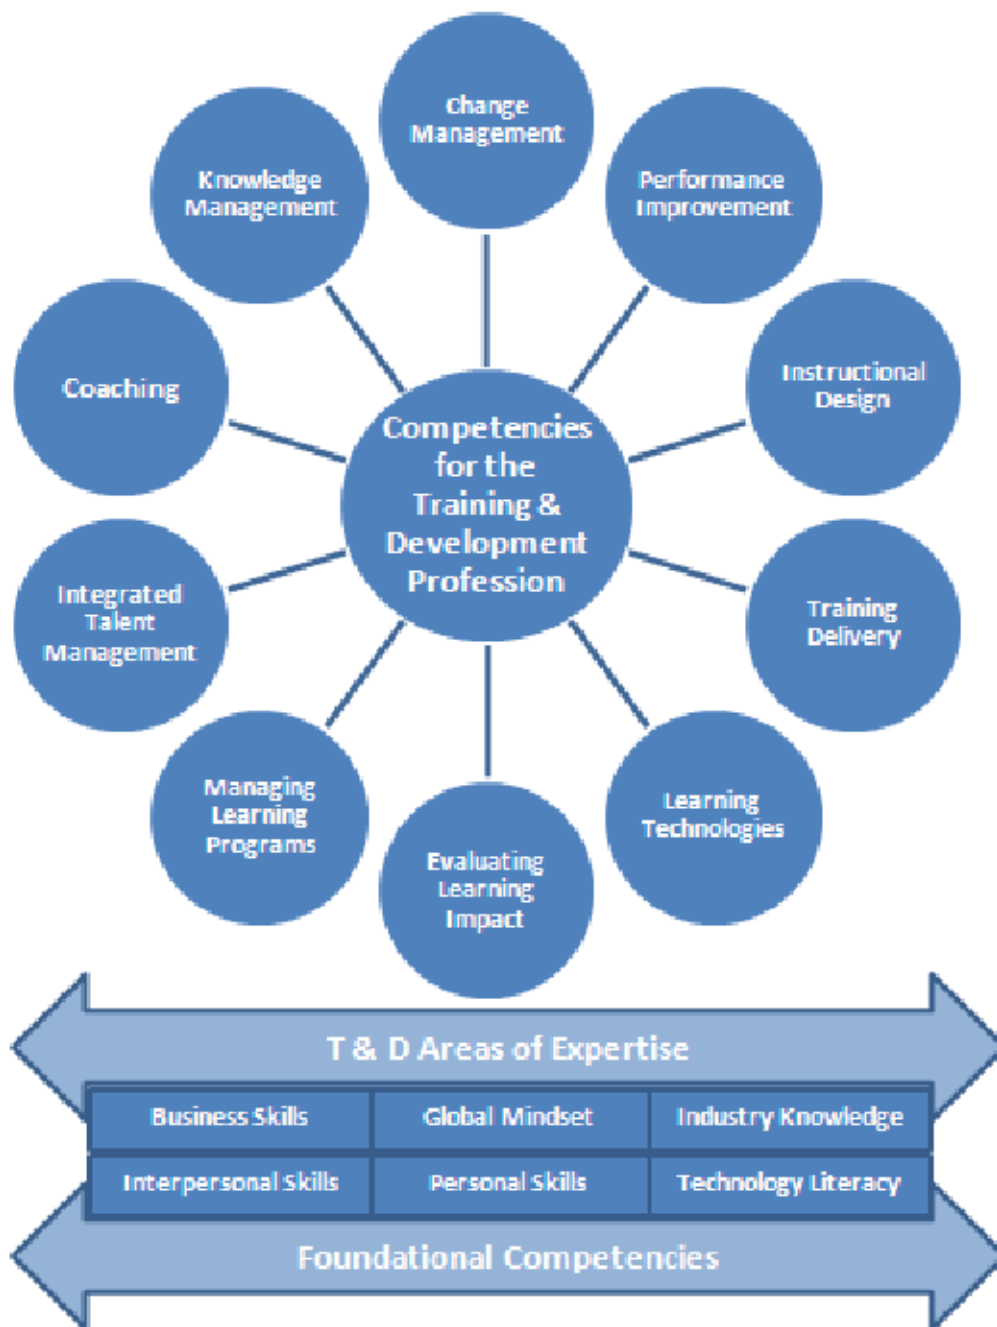 Change
Management
Knowledge
Management
Performance
Improvement
Coaching
Instructional
Design
Competencies
for the
Training &
Development
Profession
Integrated
Talent
Management
Training
Delivery
Managing
Learning
Programs
Learning
Technologies
Evaluating
Learning
Impact
T & D Areas of Expertise
Business Skills
Global Mindset
Industry Knowledge
Interpersonal Skills
Personal Skills
Technology Literacy
Foundational Competencies